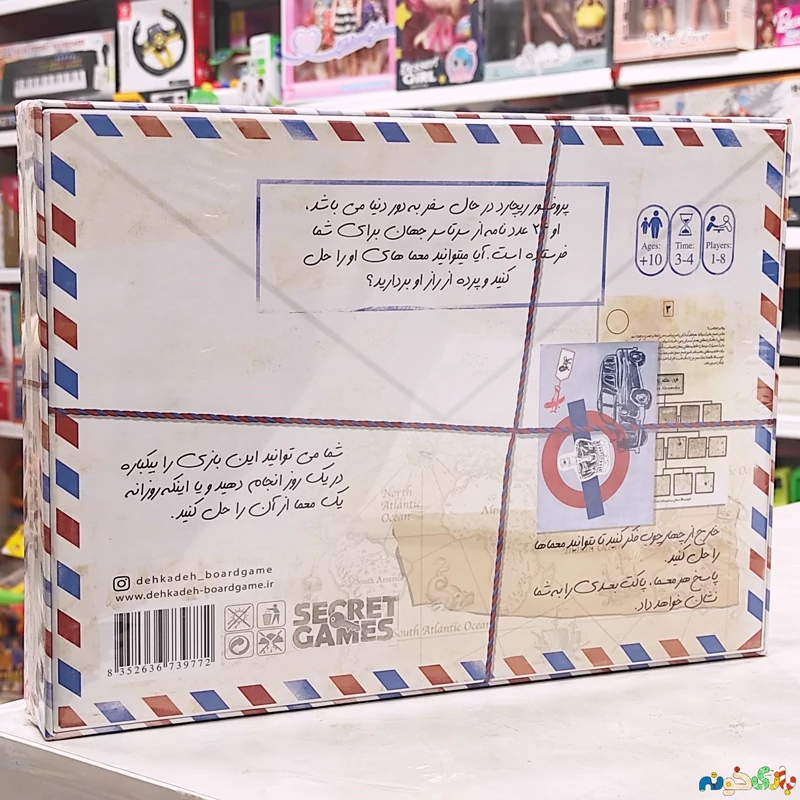 پروفسور ریچارد در حال سفر به دور دنیا می باشد،
او ۲۴ عدد نامه از سرتاسر جهان برای شما
فرستاده است. آیا میتوانید معما های او را حل
کنید و پرده از راز او بردارید؟
Ages: Time: Players:
+10 3-4 1-8
۲
شما می توانید این بازی را یکباره
در یک روز انجام دهید و یا اینکه روزانه
یک معما از آن را حل کنید.
North
Atlantic
Ocean
South America
South Atlantic Ocean
خارج از چهارچوب فکر کنید تا بتوانید معماها
را حل کنید.
پاسخ هر معما، پاکت بعدی را به شما
نشان خواهد داد.
dehkadeh_boardgame
www.dehkadeh-boardgame.ir
SECRET
GAMES
8 352636 739772
بازی خونه